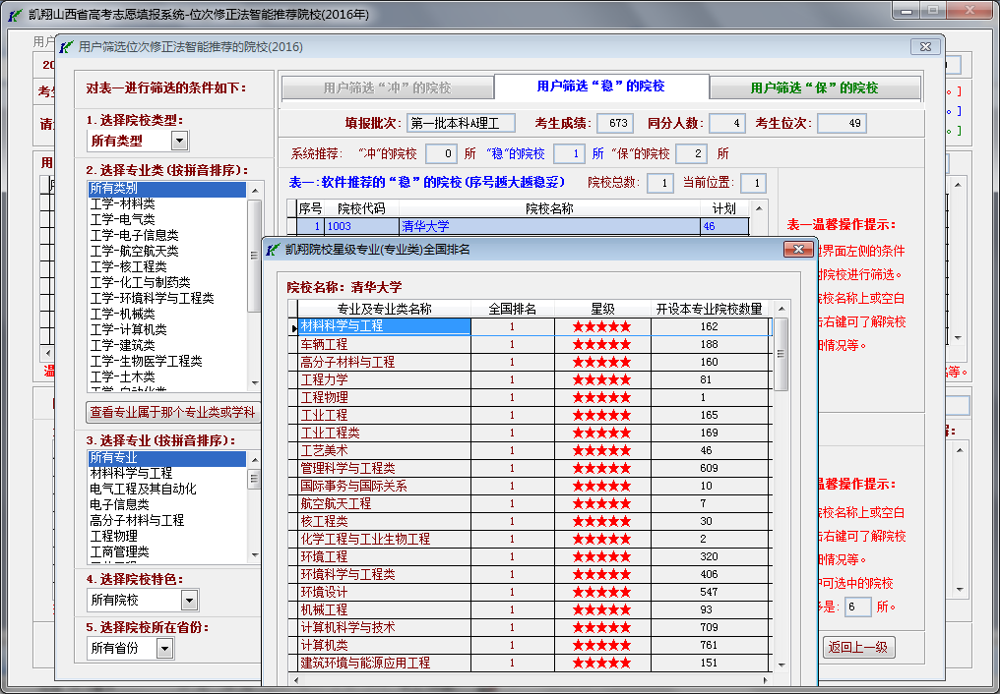 凯翔山西省高考志愿填报系统-位次修正法智能推荐院校(2016年)
用户筛选位次修正法智能推荐的院校(2016)
对表一进行筛选的条件如下：
1. 选择院校类型：
所有类型
2. 选择专业类(按拼音排序)：
所有类别
工学-材料类
工学-电气类
工学-电子信息类
工学-航空航天类
工学-核工程类
工学-化工与制药类
工学-环境科学与工程类
工学-机械类
工学-计算机类
工学-建筑类
工学-生物医学工程类
工学-土木类
查看专业属于那个专业类或学科
3. 选择专业(按拼音排序)：
所有专业
材料科学与工程
电气工程及其自动化
电子信息类
高分子材料与工程
工程物理
工商管理类
4. 选择院校特色：
所有院校
5. 选择院校所在省份：
所有省份
用户筛选“冲”的院校 用户筛选“稳”的院校 用户筛选“保”的院校
填报批次： 第一批本科A理工 考生成绩： 673 同分人数： 4 考生位次： 49
系统推荐： “冲”的院校 0 所 “稳”的院校 1 所 “保”的院校 2 所
表一：软件推荐的“稳”的院校(序号越大越稳妥) 院校总数： 1 当前位置： 1
序号 院校代码 院校名称 计划
1 1003 清华大学 46
凯翔院校星级专业(专业类)全国排名
院校名称：清华大学
专业及专业类名称 全国排名 星级 开设本专业院校数量
材料科学与工程 1 ★★★★★ 162
车辆工程 1 ★★★★★ 188
高分子材料与工程 1 ★★★★★ 160
工程力学 1 ★★★★★ 81
工程物理 1 ★★★★★ 1
工业工程 1 ★★★★★ 165
工业工程类 1 ★★★★★ 169
工艺美术 1 ★★★★★ 46
管理科学与工程类 1 ★★★★★ 609
国际事务与国际关系 1 ★★★★★ 10
航空航天工程 1 ★★★★★ 7
核工程类 1 ★★★★★ 30
化学工程与工业生物工程 1 ★★★★★ 2
环境工程 1 ★★★★★ 320
环境科学与工程类 1 ★★★★★ 406
环境设计 1 ★★★★★ 547
机械工程 1 ★★★★★ 93
计算机科学与技术 1 ★★★★★ 709
计算机类 1 ★★★★★ 761
建筑环境与能源应用工程 1 ★★★★★ 151
表一温馨操作提示：
界面左侧的条件
院校进行筛选。
校名称上或空白
右键可了解院校
情况等。
温馨操作提示：
校名称上或空白
右键可了解院校
情况等。
可选中的院校
是： 6 所。
返回上一级